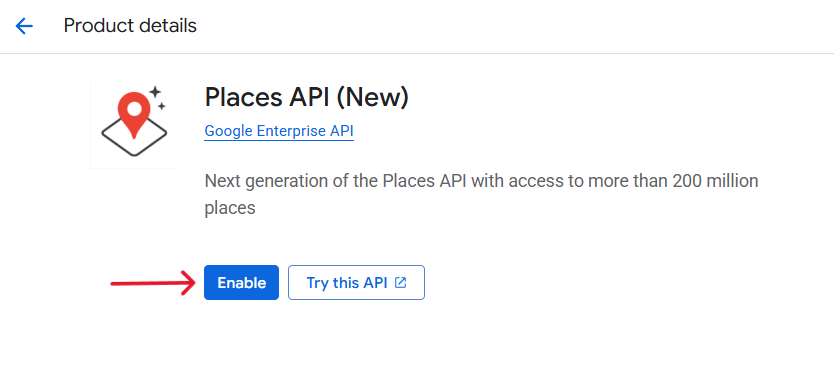 Product details
Places API (New)
Google Enterprise API
Next generation of the Places API with access to more than 200 million
places
Enable
Try this API